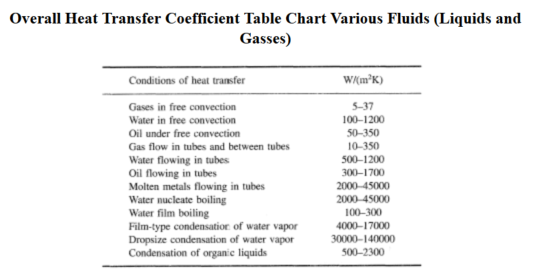 Overall Heat Transfer Coefficient Table Chart Various Fluids (Liquids and
Gasses)
Conditions of heat transfer W/(m²K)
Gases in free convection 5–37
Water in free convection 100–1200
Oil under free convection 50–350
Gas flow in tubes and between tubes 10–350
Water flowing in tubes 500–1200
Oil flowing in tubes 300–1700
Molten metals flowing in tubes 2000–45000
Water nucleate boiling 2000–45000
Water film boiling 100–300
Film-type condensation of water vapor 4000–17000
Dropsize condensation of water vapor 30000–140000
Condensation of organic liquids 500–2300